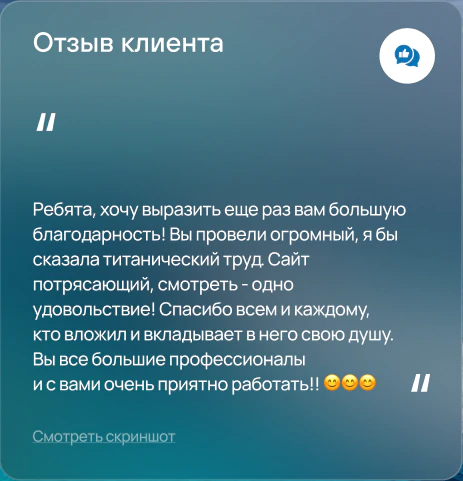 Отзыв клиента
"
Ребята, хочу выразить еще раз вам большую
благодарность! Вы провели огромный, я бы
сказала титанический труд. Сайт
потрясающий, смотреть - одно
удовольствие! Спасибо всем и каждому,
кто вложил и вкладывает в него свою душу.
Вы все большие профессионалы
и с вами очень приятно работать!! 😊😊😊
"
Смотреть скриншот